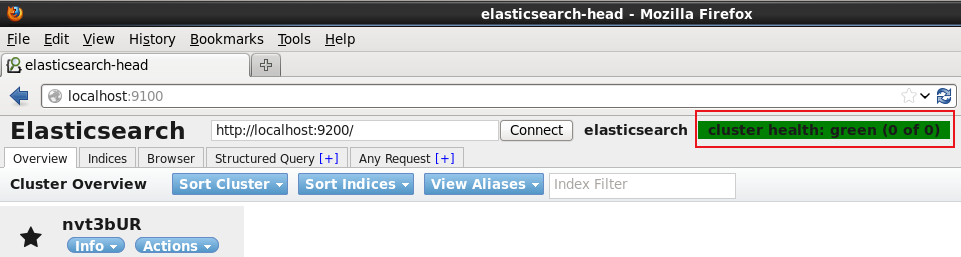 elasticsearch-head - Mozilla Firefox
File Edit View History Bookmarks Tools Help
elasticsearch-head
localhost:9100
Elasticsearch http://localhost:9200/ Connect elasticsearch cluster health: green (0 of 0)
Overview Indices Browser Structured Query [+] Any Request [+]
Cluster Overview Sort Cluster Sort Indices View Aliases Index Filter
nvt3bUR
Info Actions